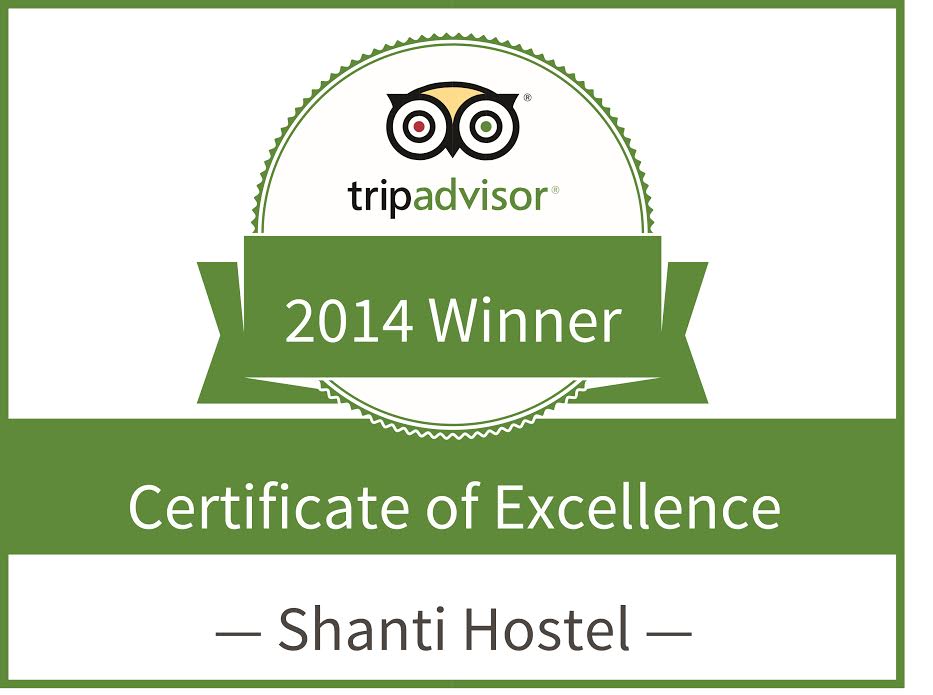 ®
tripadvisor®
2014 Winner
Certificate of Excellence
— Shanti Hostel —